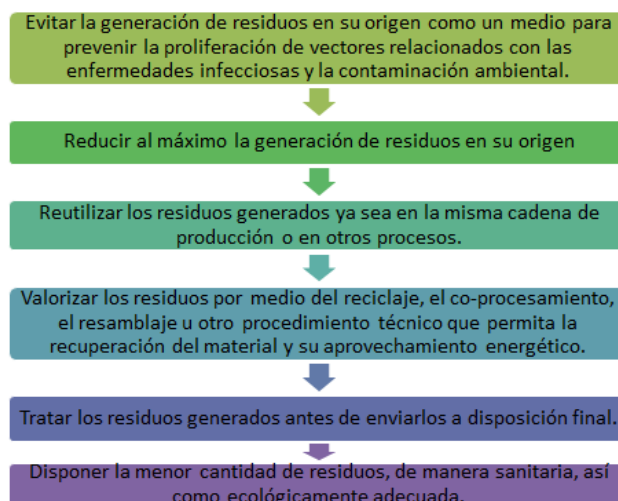 Evitar la generación de residuos en su origen como un medio para
prevenir la proliferación de vectores relacionados con las
enfermedades infecciosas y la contaminación ambiental.
Reducir al máximo la generación de residuos en su origen
Reutilizar los residuos generados ya sea en la misma cadena de
producción o en otros procesos.
Valorizar los residuos por medio del reciclaje, el co-procesamiento,
el resamblaje u otro procedimiento técnico que permita la
recuperación del material y su aprovechamiento energético.
Tratar los residuos generados antes de enviarlos a disposición final.
Disponer la menor cantidad de residuos, de manera sanitaria, así
como ecológicamente adecuada.